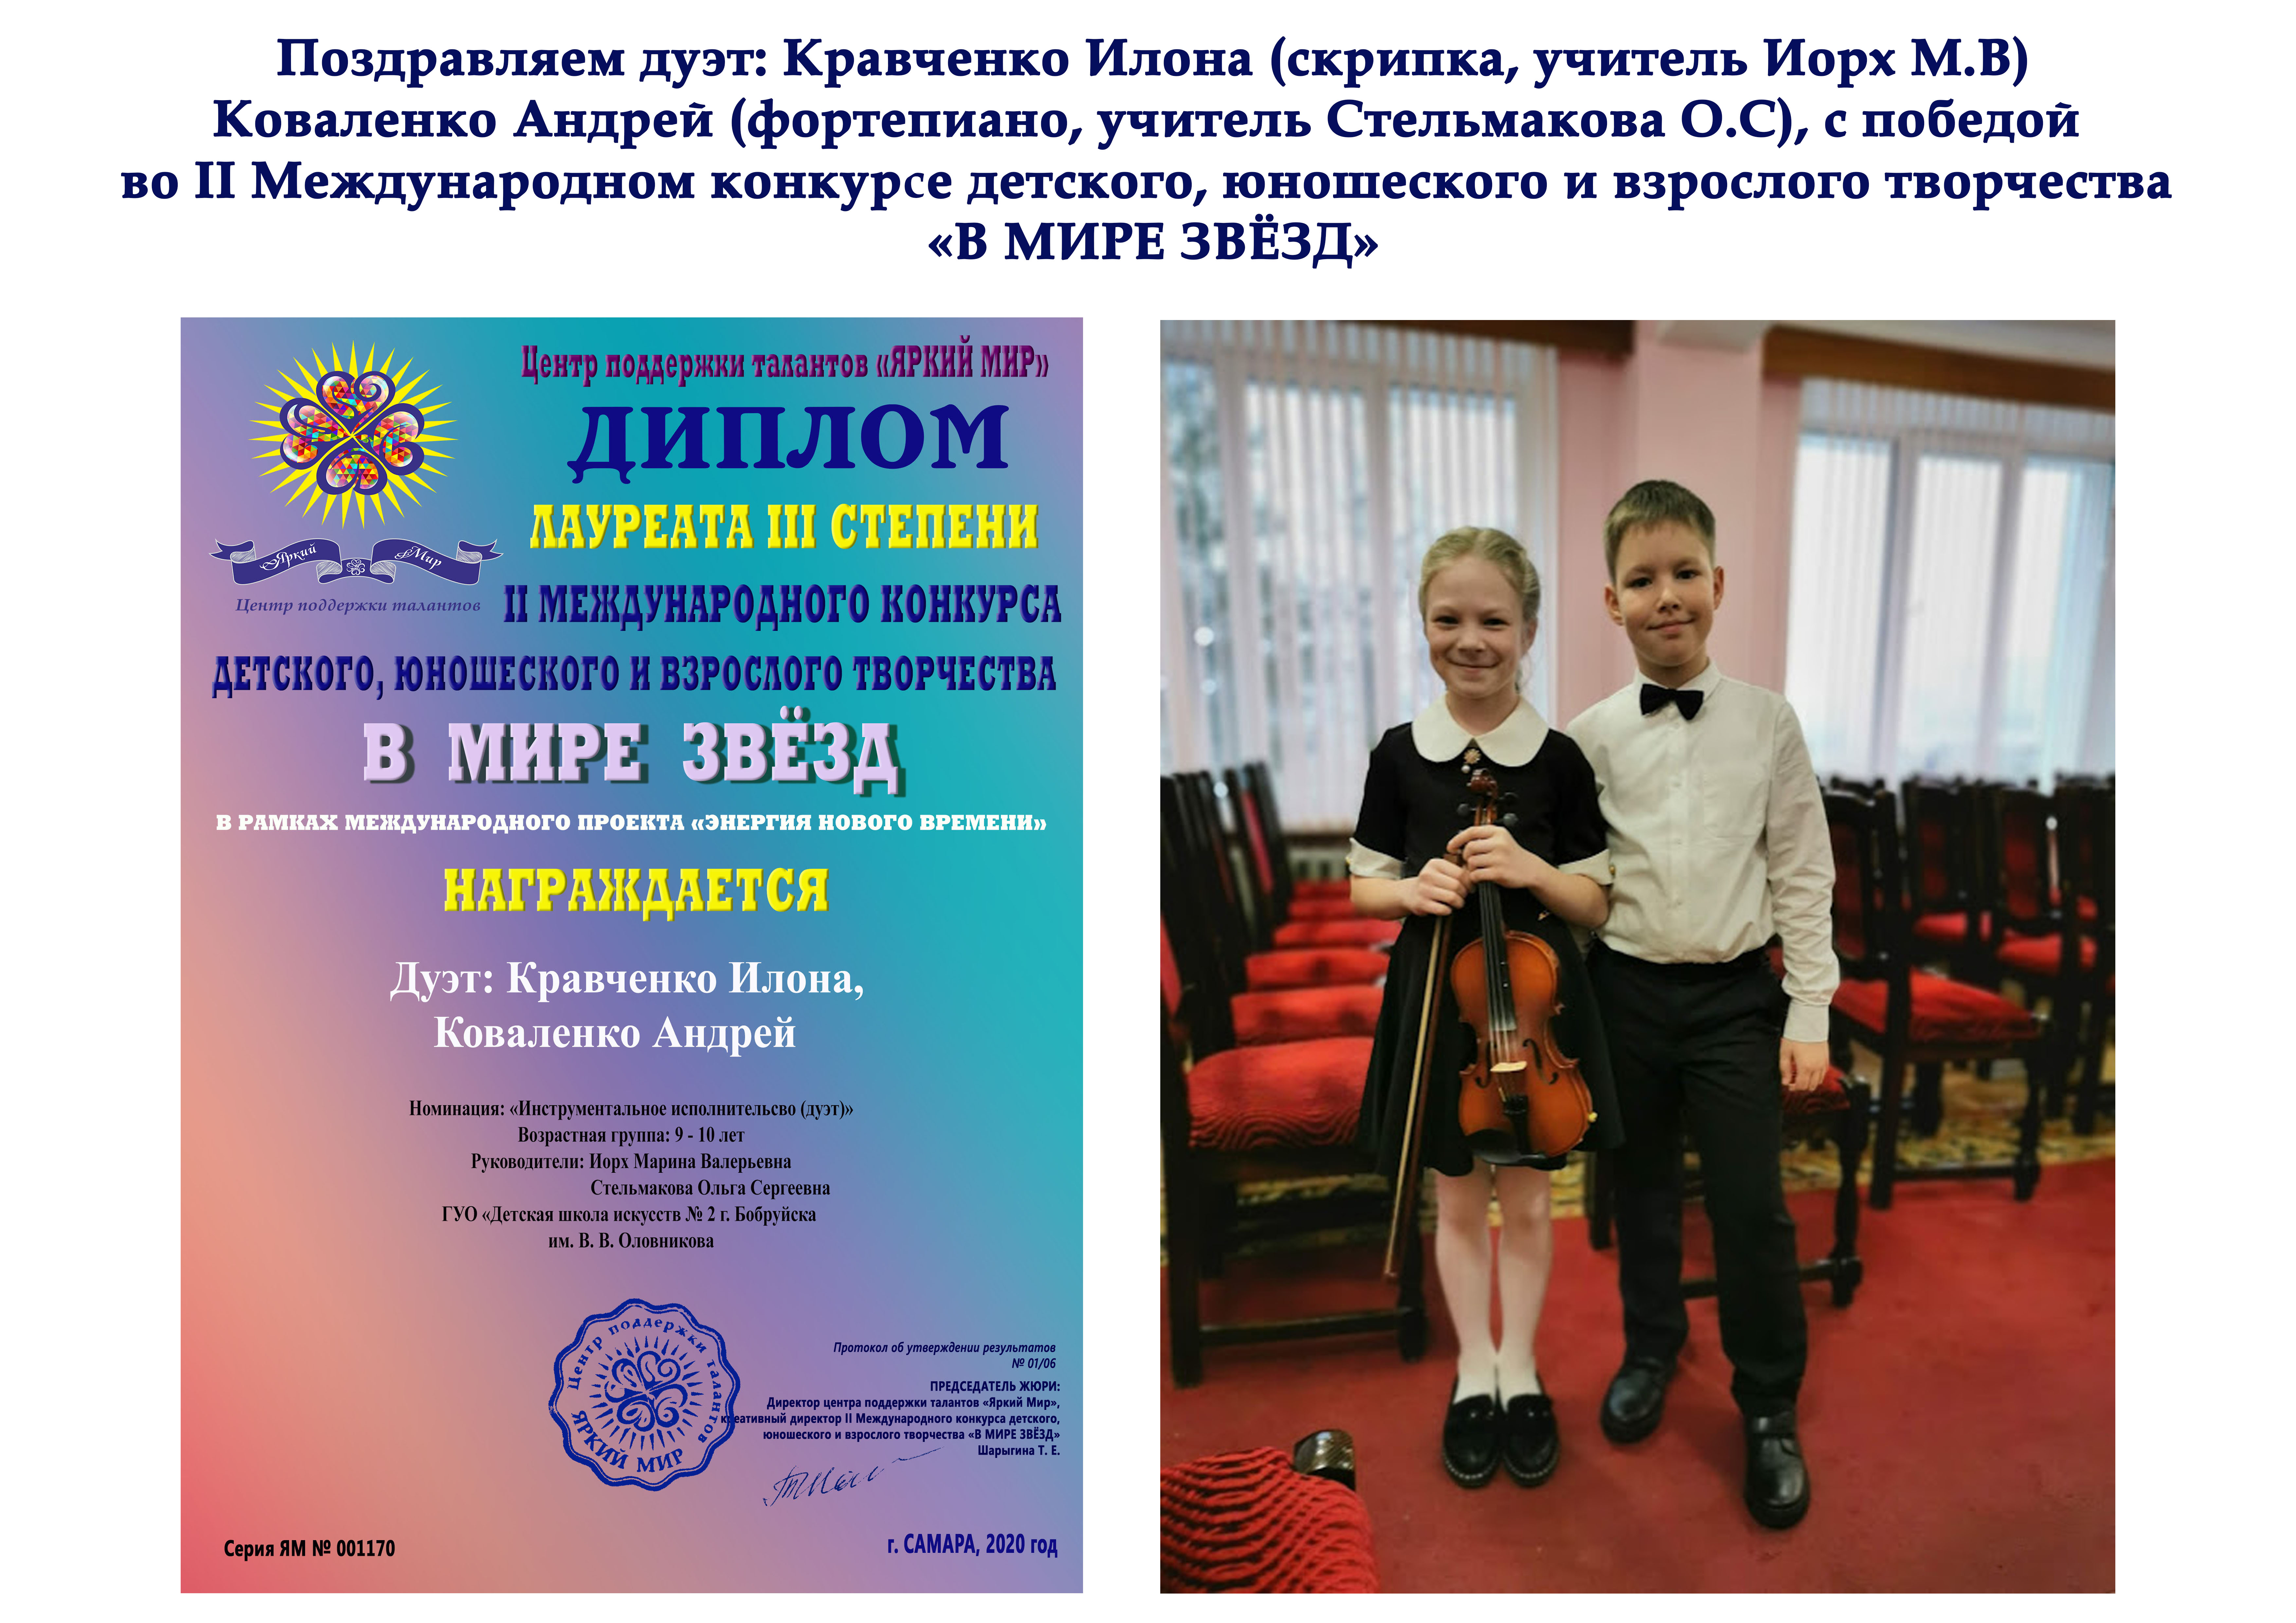 Поздравляем дуэт: Кравченко Илона (скрипка, учитель Иорх М.В)
Коваленко Андрей (фортепиано, учитель Стельмакова О.С), с победой
во II Международном конкурсе детского, юношеского и взрослого творчества
«В МИРЕ ЗВЁЗД»
Центр поддержки талантов «ЯРКИЙ МИР»
ДИПЛОМ
ЛАУРЕАТА III СТЕПЕНИ
Яркий Мир
Центр поддержки талантов
II МЕЖДУНАРОДНОГО КОНКУРСА
ДЕТСКОГО, ЮНОШЕСКОГО И ВЗРОСЛОГО ТВОРЧЕСТВА
В МИРЕ ЗВЁЗД
В РАМКАХ МЕЖДУНАРОДНОГО ПРОЕКТА «ЭНЕРГИЯ НОВОГО ВРЕМЕНИ»
НАГРАЖДАЕТСЯ
Дуэт: Кравченко Илона,
Коваленко Андрей
Номинация: «Инструментальное исполнительсво (дуэт)»
Возрастная группа: 9 - 10 лет
Руководители: Иорх Марина Валерьевна
Стельмакова Ольга Сергеевна
ГУО «Детская школа искусств № 2 г. Бобруйска
им. В. В. Оловникова
Центр поддержки талантов
ЯРКИЙ МИР
Протокол об утверждении результатов
№ 01/06
ПРЕДСЕДАТЕЛЬ ЖЮРИ:
Директор центра поддержки талантов «Яркий Мир»,
креативный директор II Международного конкурса детского,
юношеского и взрослого творчества «В МИРЕ ЗВЁЗД»
Шарыгина Т. Е.
Серия ЯМ № 001170
г. САМАРА, 2020 год